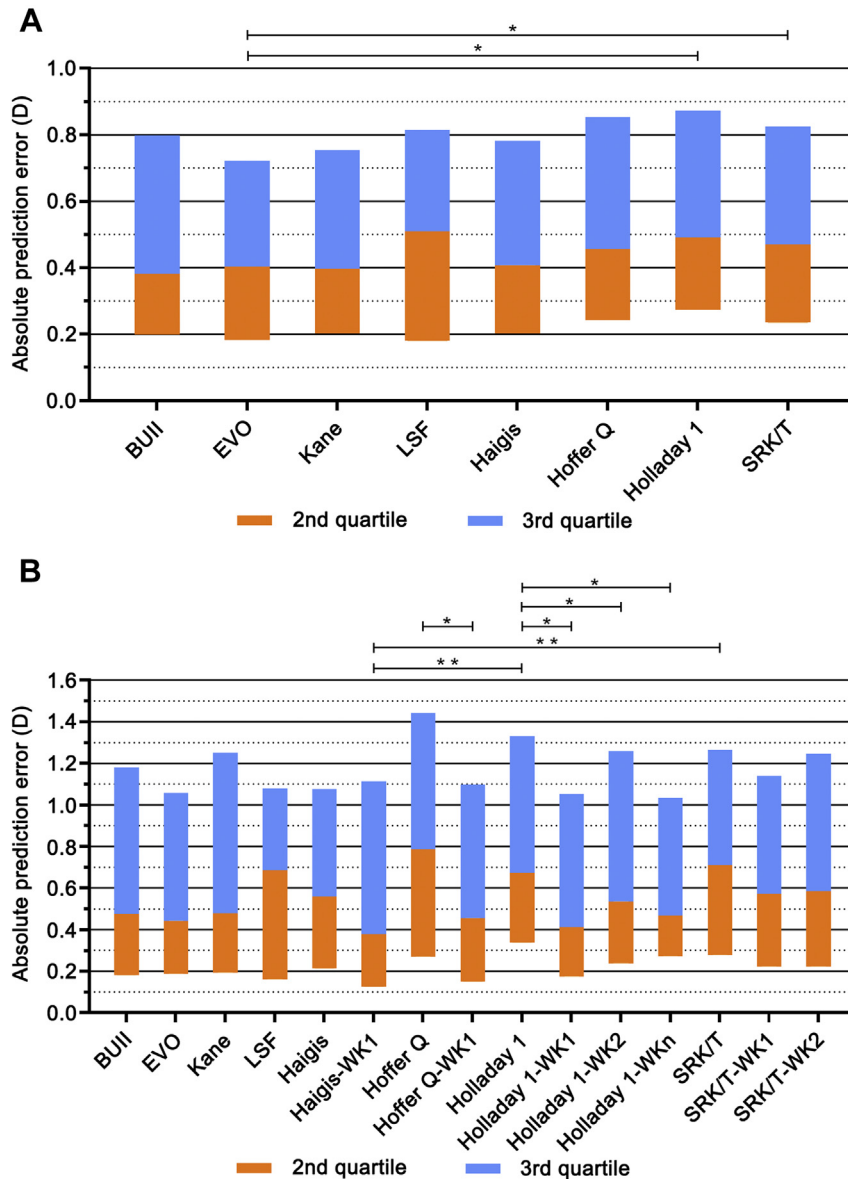 A
*
*
Absolute prediction error (D)
1.0
0.8
0.6
0.4
0.2
0.0
BUII
EVO
Kane
LSF
Haigis
Hoffer Q
Holladay 1
SRK/T
2nd quartile 3rd quartile
B
*
*
* *
* *
* *
Absolute prediction error (D)
1.6
1.4
1.2
1.0
0.8
0.6
0.4
0.2
0.0
BUII
EVO
Kane
LSF
Haigis
Haigis-WK1
Hoffer Q
Hoffer Q-WK1
Holladay 1
Holladay 1-WK1
Holladay 1-WK2
Holladay 1-WKn
SRK/T
SRK/T-WK1
SRK/T-WK2
2nd quartile 3rd quartile